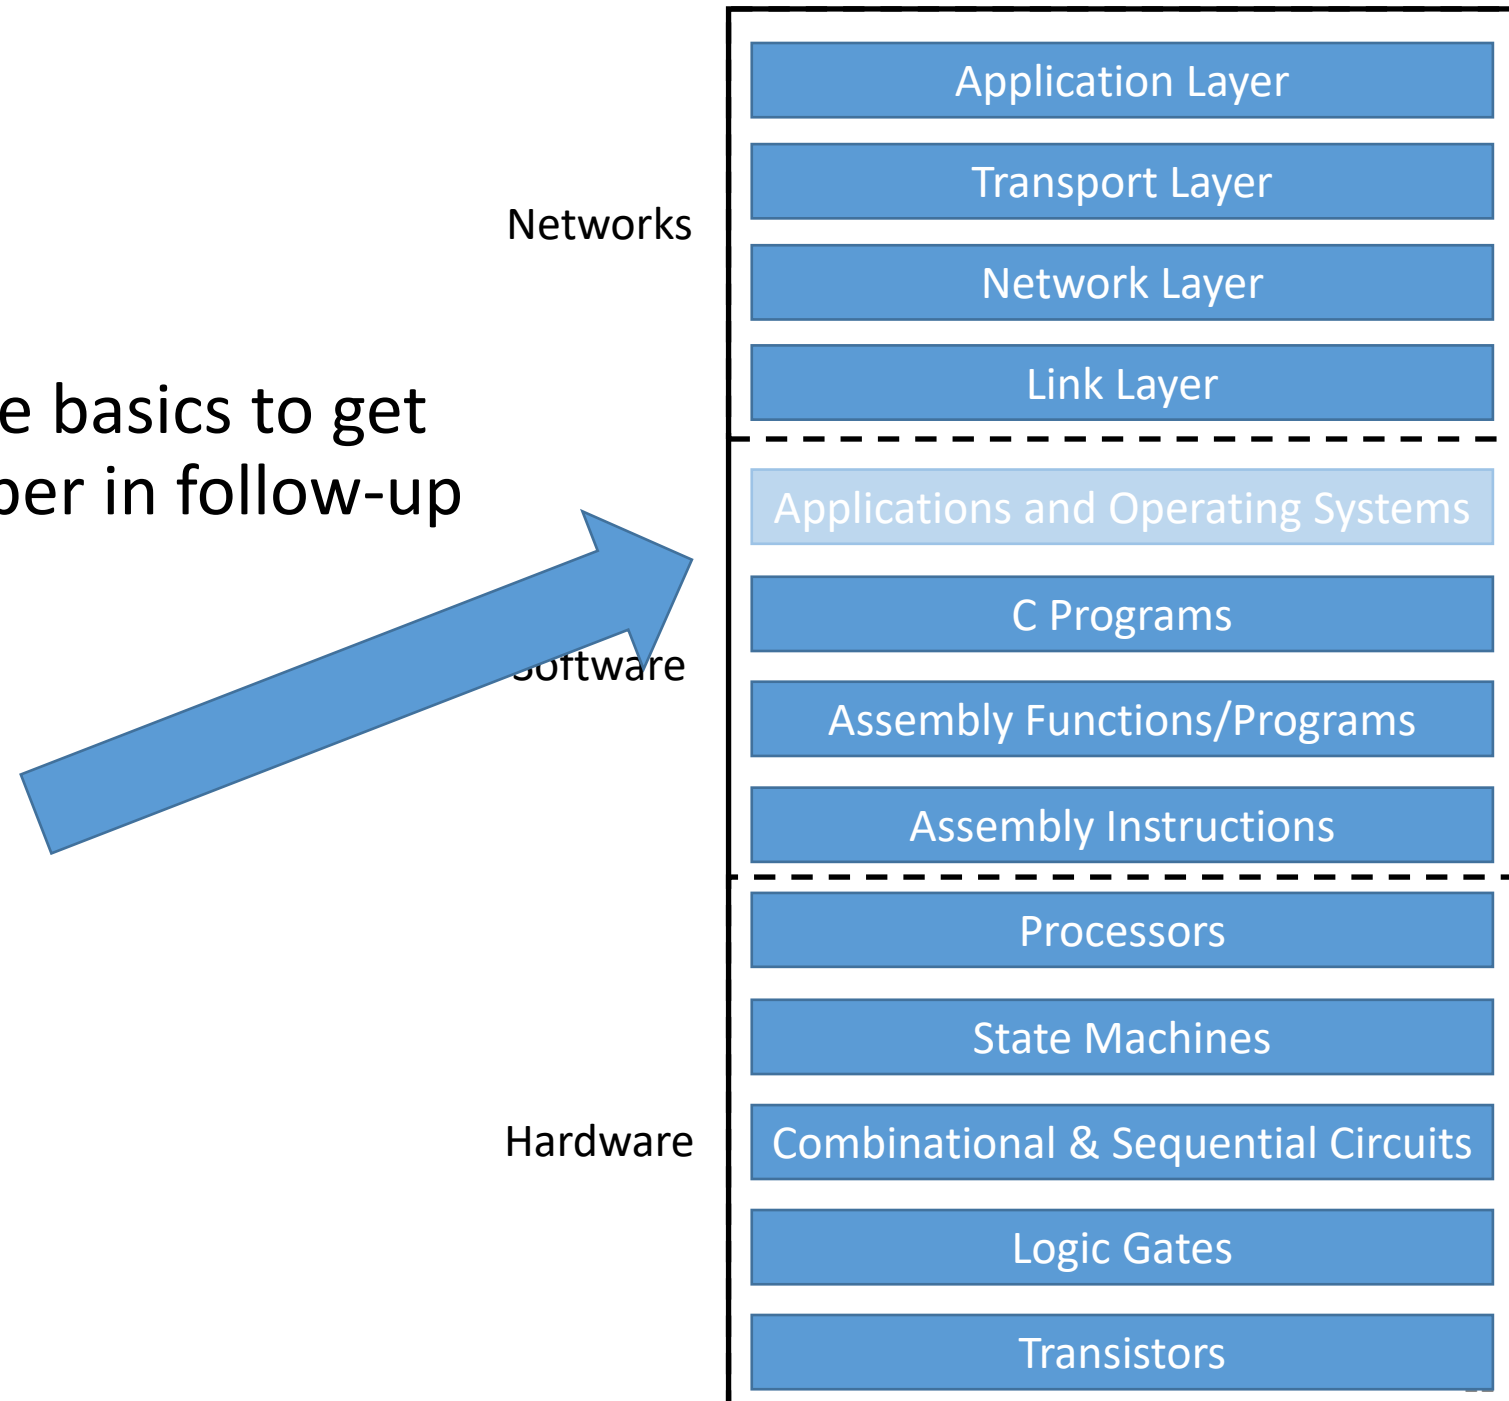 Application Layer
Transport Layer
Networks
Network Layer
Link Layer
e basics to get
per in follow-up
Applications and Operating Systems
C Programs
Software
Assembly Functions/Programs
Assembly Instructions
Processors
State Machines
Hardware
Combinational & Sequential Circuits
Logic Gates
Transistors